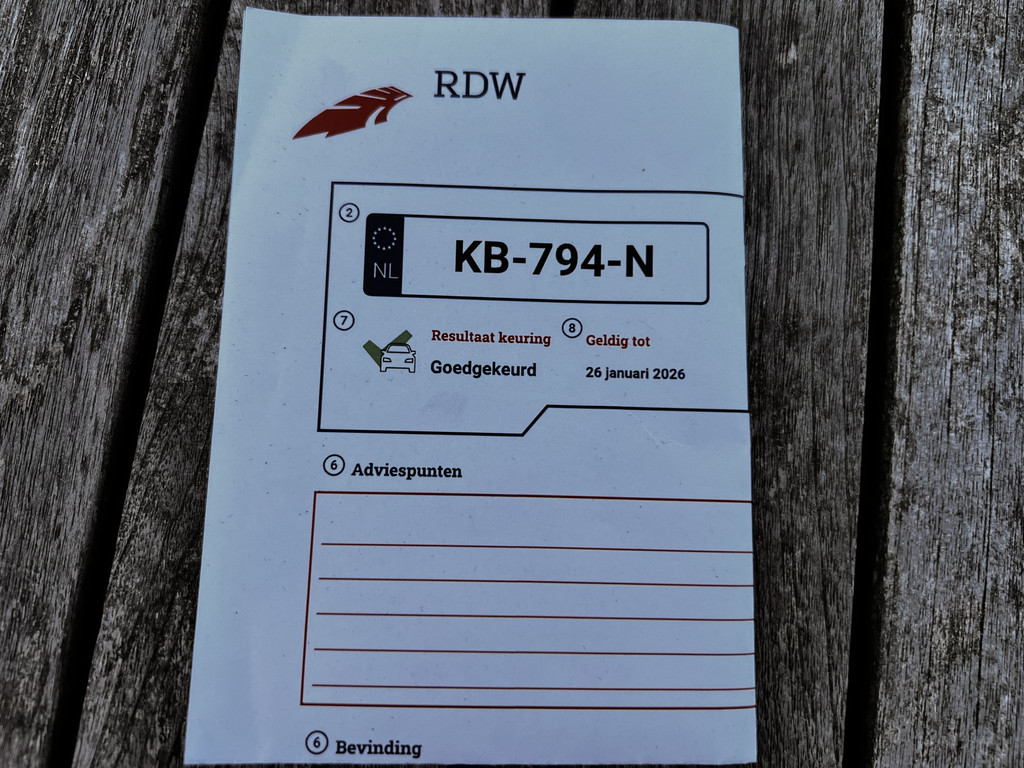 RDW
2
NL KB-794-N
7 Resultaat keuring 8 Geldig tot
Goedgekeurd 26 januari 2026
6 Adviespunten
6 Bevinding